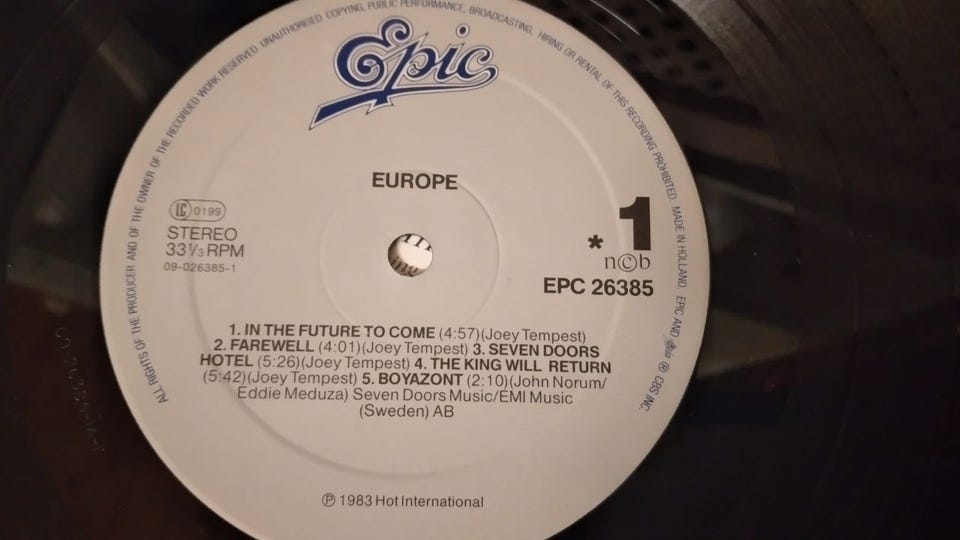 ALL RIGHTS OF THE PRODUCER AND OF THE OWNER OF THE RECORDED WORK RESERVED. UNAUTHORISED COPYING, PUBLIC PERFORMANCE, BROADCASTING, HIRING OR RENTAL OF THIS RECORDING PROHIBITED. MADE IN HOLLAND. EPIC AND ℗ CBS INC.
Epic
EUROPE
LC 0199
STEREO
33⅓ RPM
09-026385-1
1
* n©b
EPC 26385
1. IN THE FUTURE TO COME (4:57)(Joey Tempest)
2. FAREWELL (4:01)(Joey Tempest) 3. SEVEN DOORS
HOTEL (5:26)(Joey Tempest) 4. THE KING WILL RETURN
(5:42)(Joey Tempest) 5. BOYAZONT (2:10)(John Norum/
Eddie Meduza) Seven Doors Music/EMI Music
(Sweden) AB
℗ 1983 Hot International